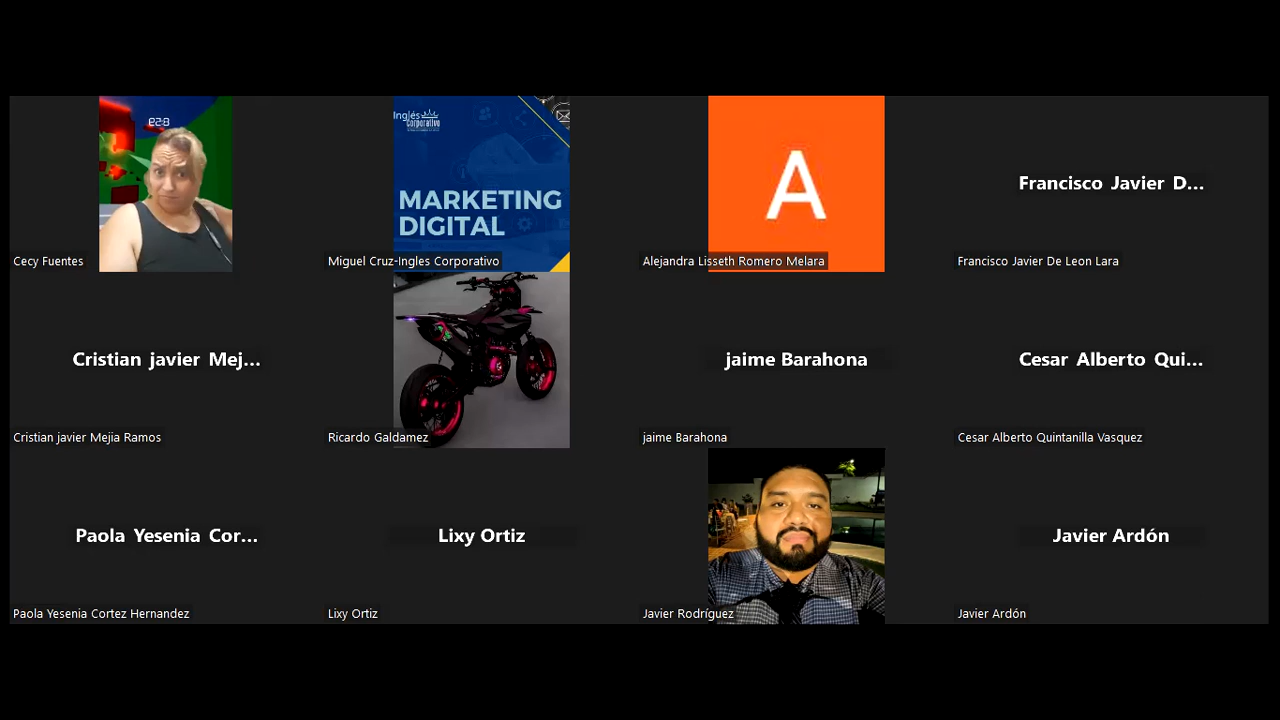 8-52
Cecy Fuentes
Inglés
Corporativo
MARKETING
DIGITAL
Miguel Cruz-Ingles Corporativo
A
Alejandra Lisseth Romero Melara
Francisco Javier D...
Francisco Javier De Leon Lara
Cristian javier Mej...
Cristian javier Mejia Ramos
Ricardo Galdamez
jaime Barahona
jaime Barahona
Cesar Alberto Qui...
Cesar Alberto Quintanilla Vasquez
Paola Yesenia Cor...
Paola Yesenia Cortez Hernandez
Lixy Ortiz
Lixy Ortiz
Javier Rodríguez
Javier Ardón
Javier Ardón